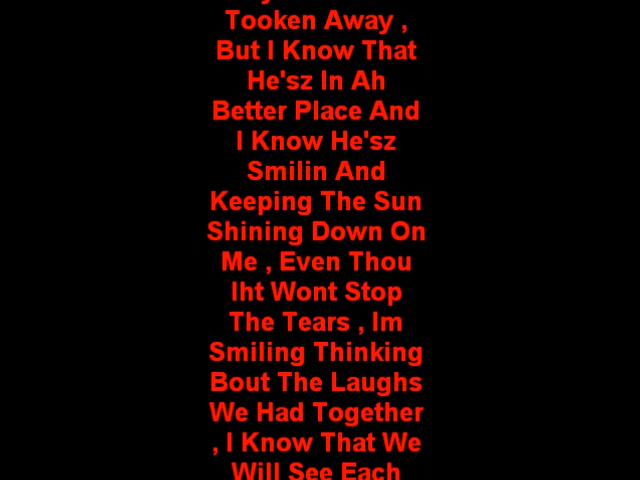 Tooken Away ,
But I Know That
He'sz In Ah
Better Place And
I Know He'sz
Smilin And
Keeping The Sun
Shining Down On
Me , Even Thou
Iht Wont Stop
The Tears , Im
Smiling Thinking
Bout The Laughs
We Had Together
, I Know That We
Will See Each